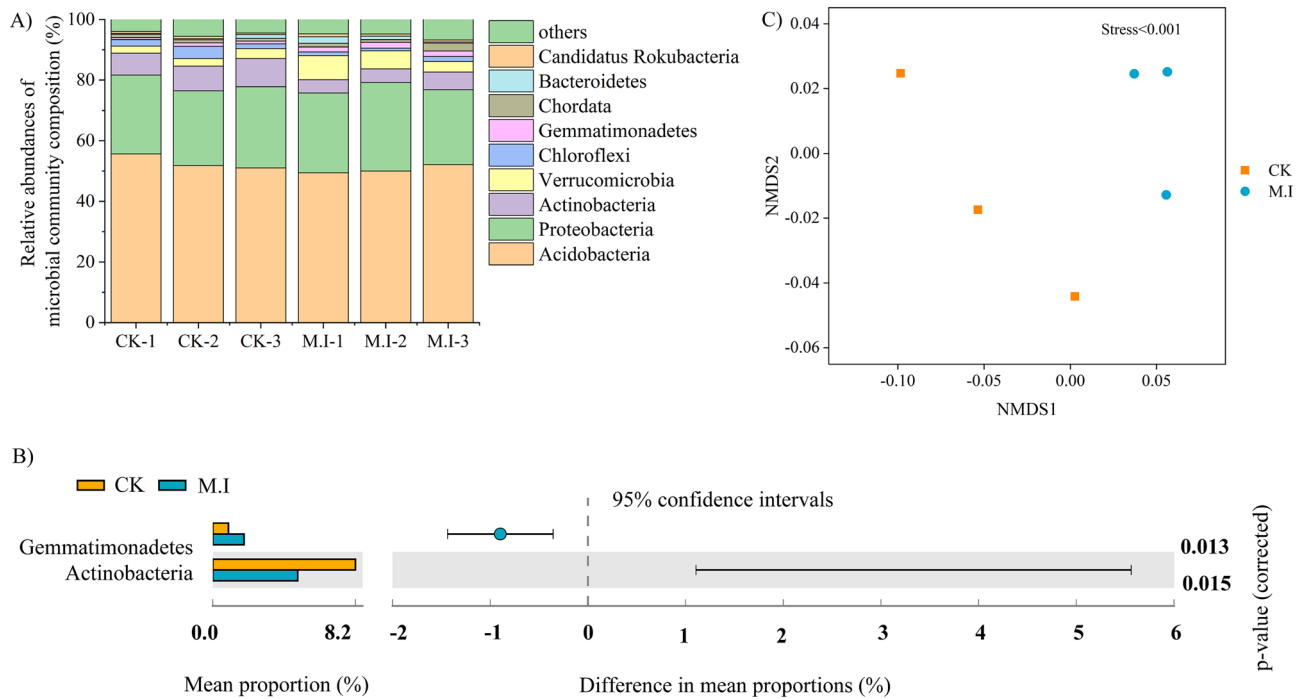 A)
Relative abundances of
microbial community composition (%)
100
80
60
40
20
0
CK-1
CK-2
CK-3
M.I-1
M.I-2
M.I-3
others
Candidatus Rokubacteria
Bacteroidetes
Chordata
Gemmatimonadetes
Chloroflexi
Verrucomicrobia
Actinobacteria
Proteobacteria
Acidobacteria
C)
Stress<0.001
NMDS2
0.04
0.02
0.00
-0.02
-0.04
-0.06
-0.10
-0.05
0.00
0.05
NMDS1
CK
M.I
B)
CK
M.I
95% confidence intervals
Gemmatimonadetes
Actinobacteria
0.013
0.015
p-value (corrected)
0.0
8.2
-2
-1
0
1
2
3
4
5
6
Mean proportion (%)
Difference in mean proportions (%)